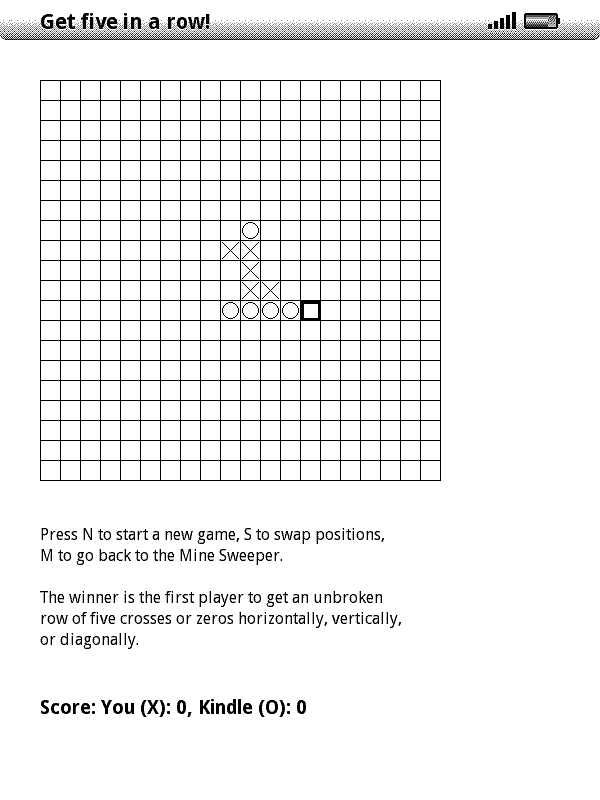 Get five in a row!
Press N to start a new game, S to swap positions,
M to go back to the Mine Sweeper.
The winner is the first player to get an unbroken
row of five crosses or zeros horizontally, vertically,
or diagonally.
Score: You (X): 0, Kindle (O): 0